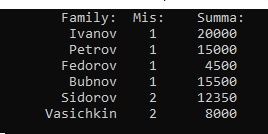 Family: Mis: Summa:
Ivanov 1 20000
Petrov 1 15000
Fedorov 1 4500
Bubnov 1 15500
Sidorov 2 12350
Vasichkin 2 8000